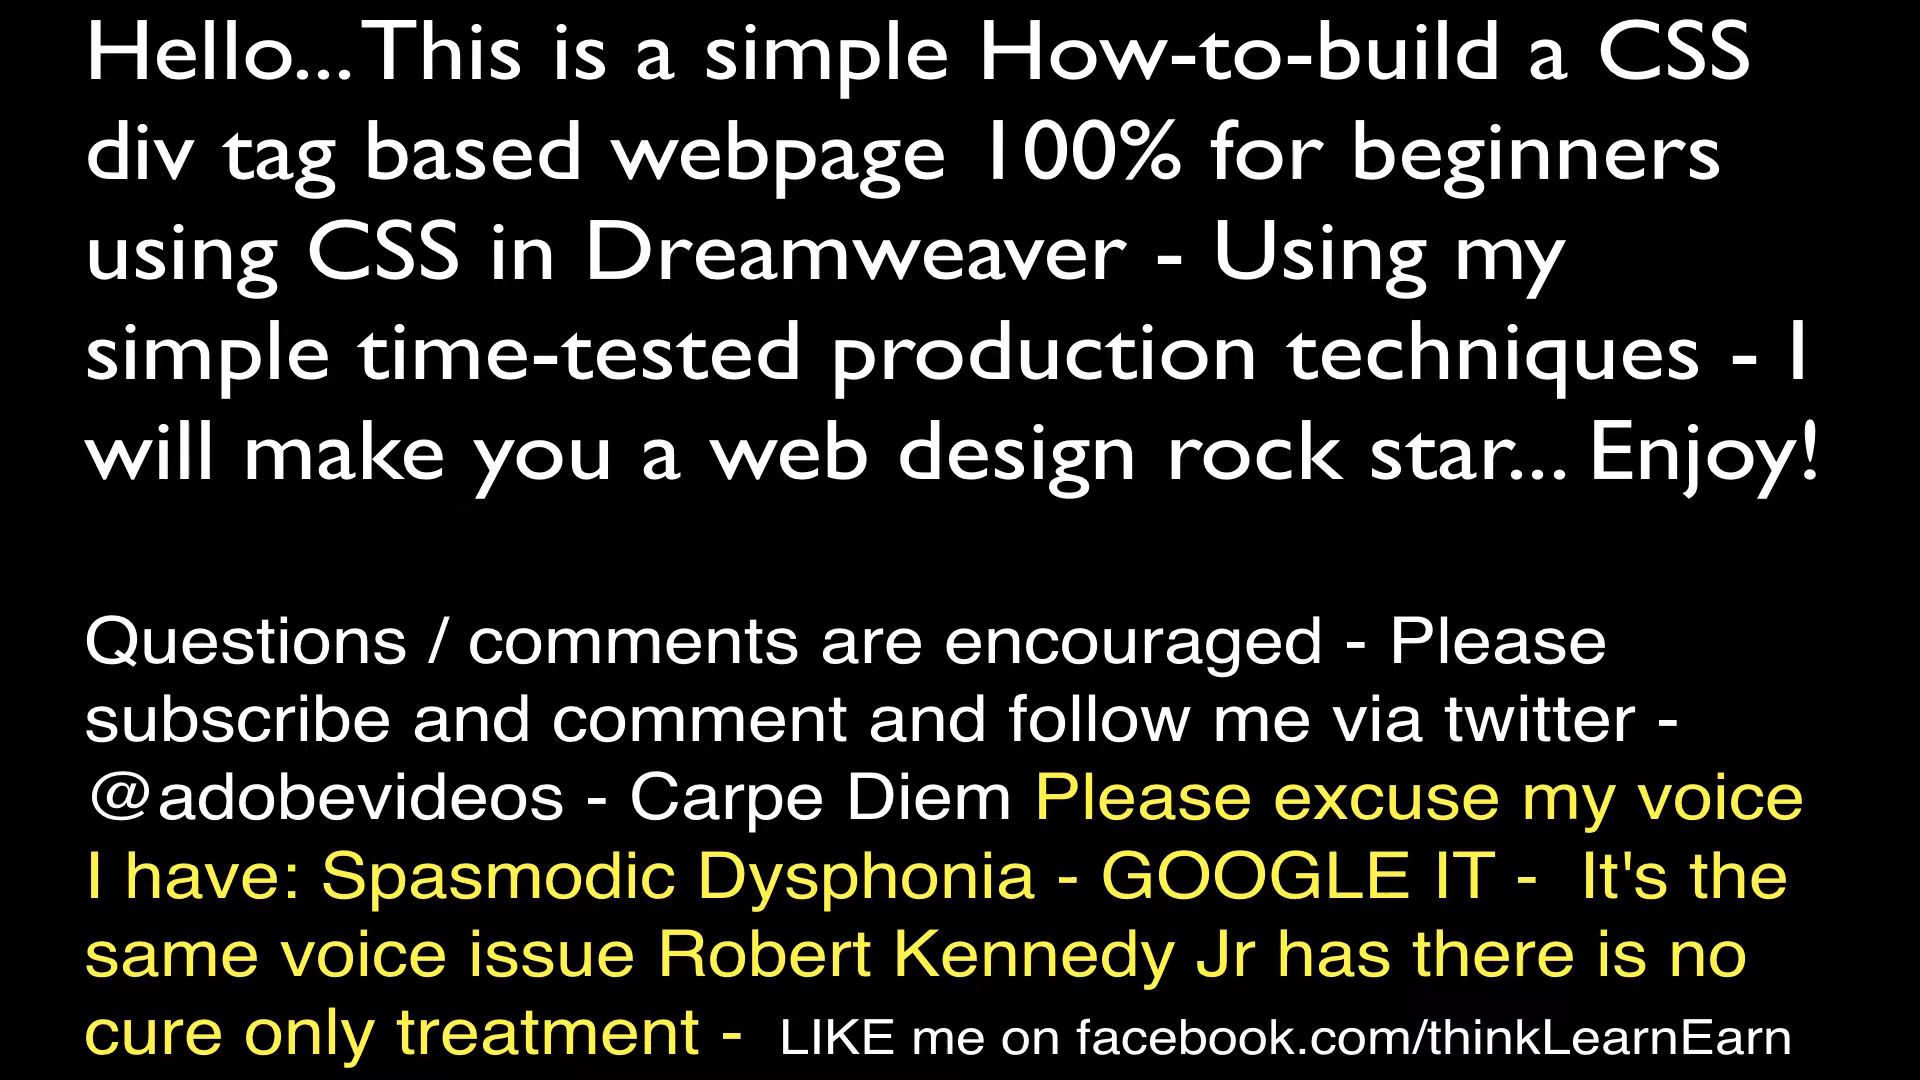 Hello... This is a simple How-to-build a CSS
div tag based webpage 100% for beginners
using CSS in Dreamweaver - Using my
simple time-tested production techniques - I
will make you a web design rock star... Enjoy!
Questions / comments are encouraged - Please
subscribe and comment and follow me via twitter -
@adobevideos - Carpe Diem Please excuse my voice
I have: Spasmodic Dysphonia - GOOGLE IT -  It's the
same voice issue Robert Kennedy Jr has there is no
cure only treatment -  LIKE me on facebook.com/thinkLearnEarn